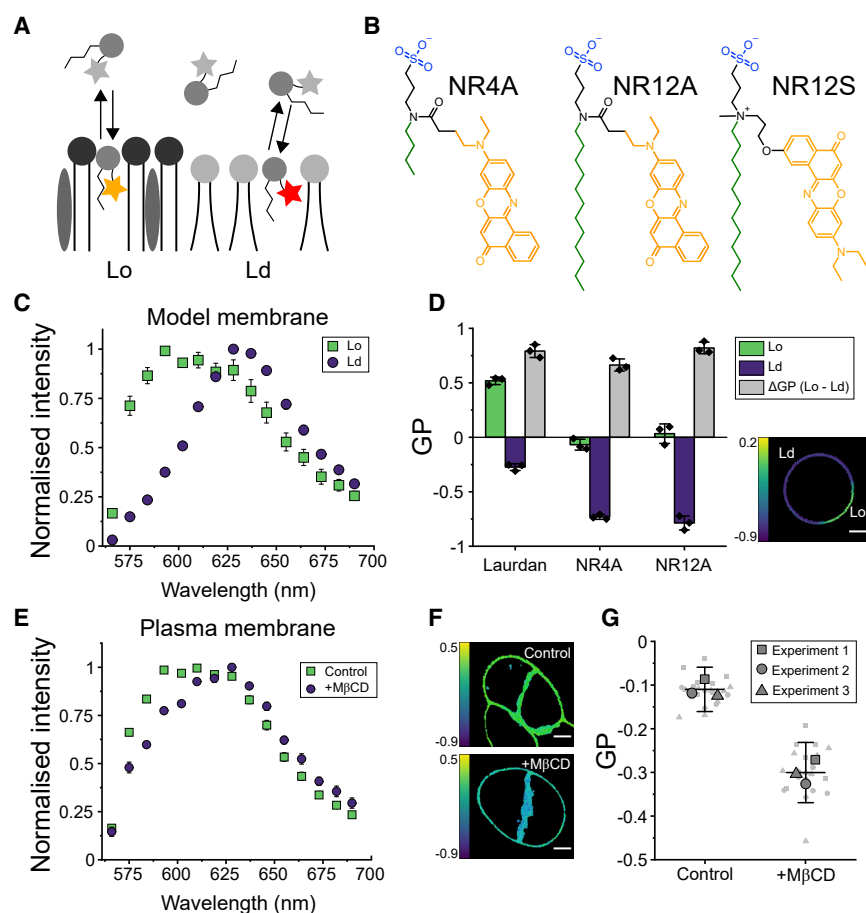 A
Lo
Ld
B
NR4A
NR12A
NR12S
O
S
O⁻
O
N
O
N
O
N
O
O
S
O⁻
O
N
O
N
O
N
O
O
S
O⁻
O
N⁺
O
N
O
N
C
Model membrane
Lo
Ld
Normalised intensity
1
0.75
0.5
0.25
0
575
600
625
650
675
700
Wavelength (nm)
D
GP
1
0.5
0
-0.5
-1
Laurdan
NR4A
NR12A
Lo
Ld
ΔGP (Lo - Ld)
0.2
-0.9
Ld
Lo
E
Plasma membrane
Control
+MβCD
Normalised intensity
1
0.75
0.5
0.25
0
575
600
625
650
675
700
Wavelength (nm)
F
0.5
-0.9
Control
0.5
-0.9
+MβCD
G
GP
0
-0.1
-0.2
-0.3
-0.4
-0.5
Experiment 1
Experiment 2
Experiment 3
Control
+MβCD